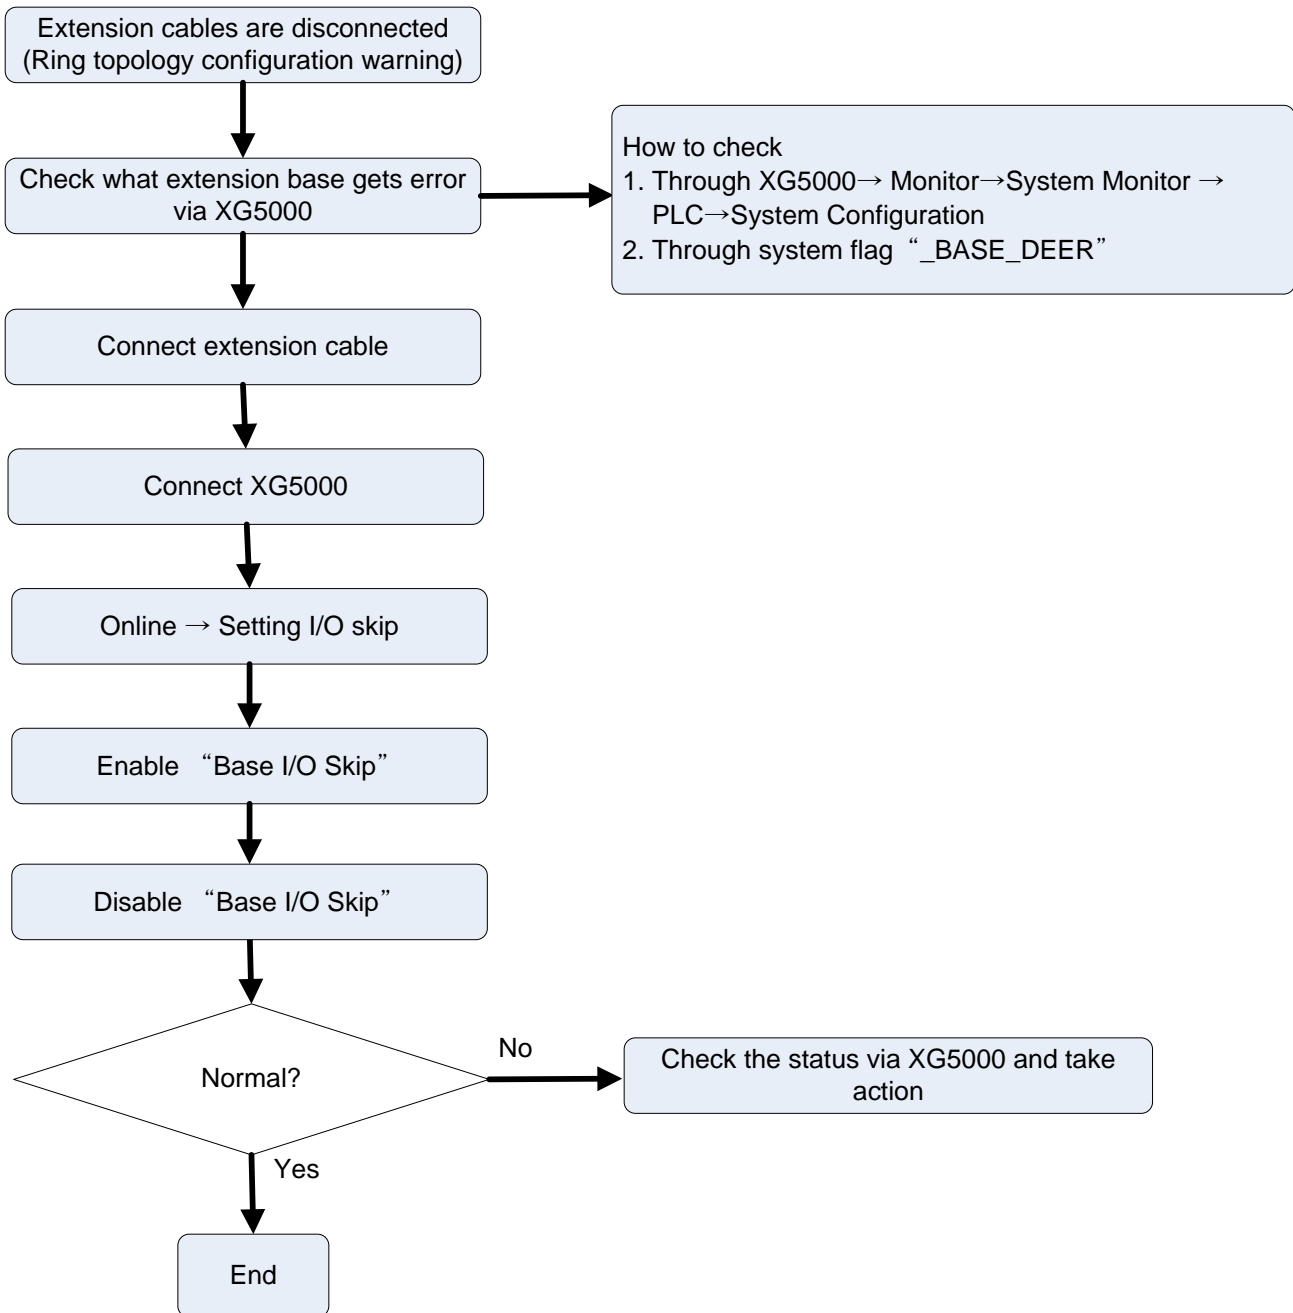 Extension cables are disconnected
(Ring topology configuration warning)
Check what extension base gets error
via XG5000
How to check
1. Through XG5000→ Monitor→System Monitor →
PLC→System Configuration
2. Through system flag “_BASE_DEER”
Connect extension cable
Connect XG5000
Online → Setting I/O skip
Enable “Base I/O Skip”
Disable “Base I/O Skip”
Normal?
No
Check the status via XG5000 and take
action
Yes
End